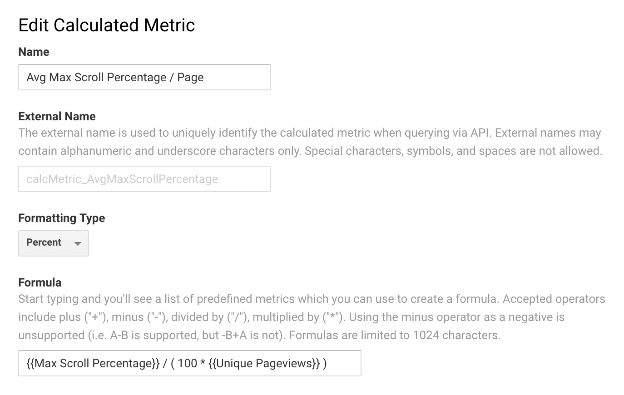 Edit Calculated Metric
Name
Avg Max Scroll Percentage / Page
External Name
The external name is used to uniquely identify the calculated metric when querying via API. External names may
contain alphanumeric and underscore characters only. Special characters, symbols, and spaces are not allowed.
calcMetric_AvgMaxScrollPercentage
Formatting Type
Percent
Formula
Start typing and you'll see a list of predefined metrics which you can use to create a formula. Accepted operators
include plus ("+"), minus ("-"), divided by ("/"), multiplied by ("*"). Using the minus operator as a negative is
unsupported (i.e. A-B is supported, but -B+A is not). Formulas are limited to 1024 characters.
{{Max Scroll Percentage}} / ( 100 * {{Unique Pageviews}} )